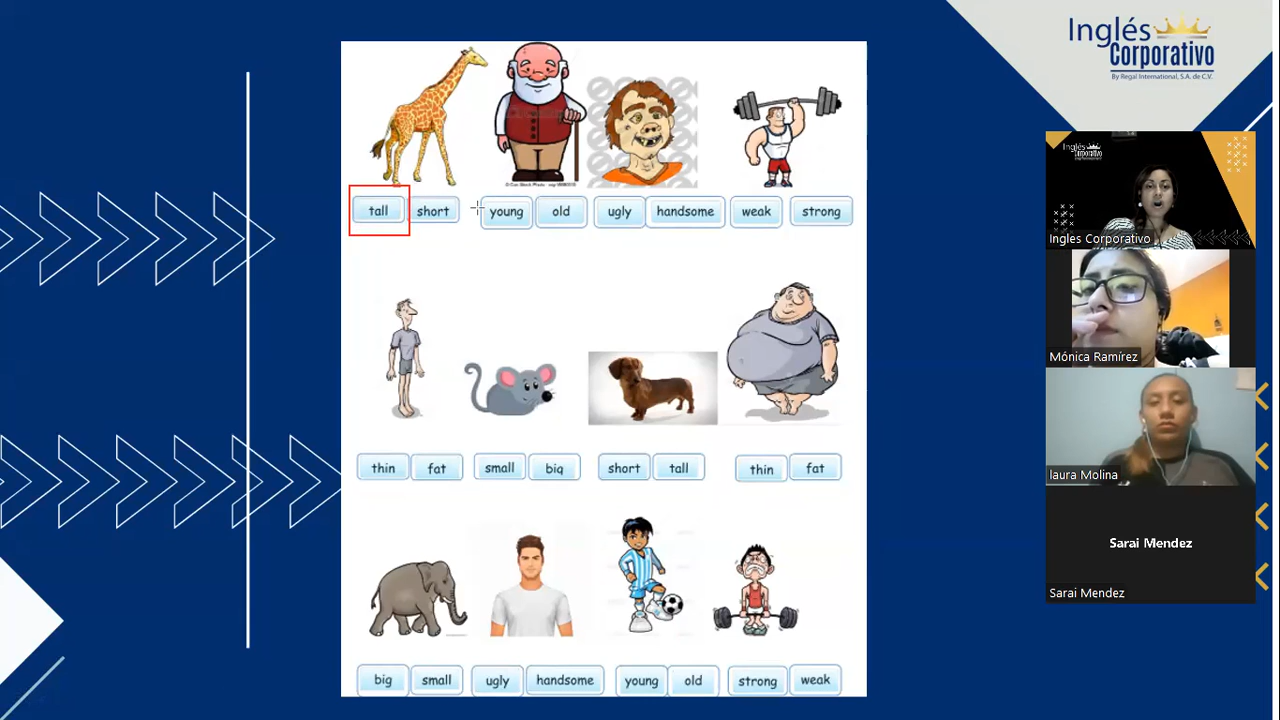 Inglés
Corporativo
By Regal International, S.A. de C.V.
tall short young old ugly handsome weak strong
thin fat small big short tall thin fat
big small ugly handsome young old strong weak
Inglés
Corporativo
Ingles Corporativo
Mónica Ramírez
laura Molina
Sarai Mendez
Sarai Mendez